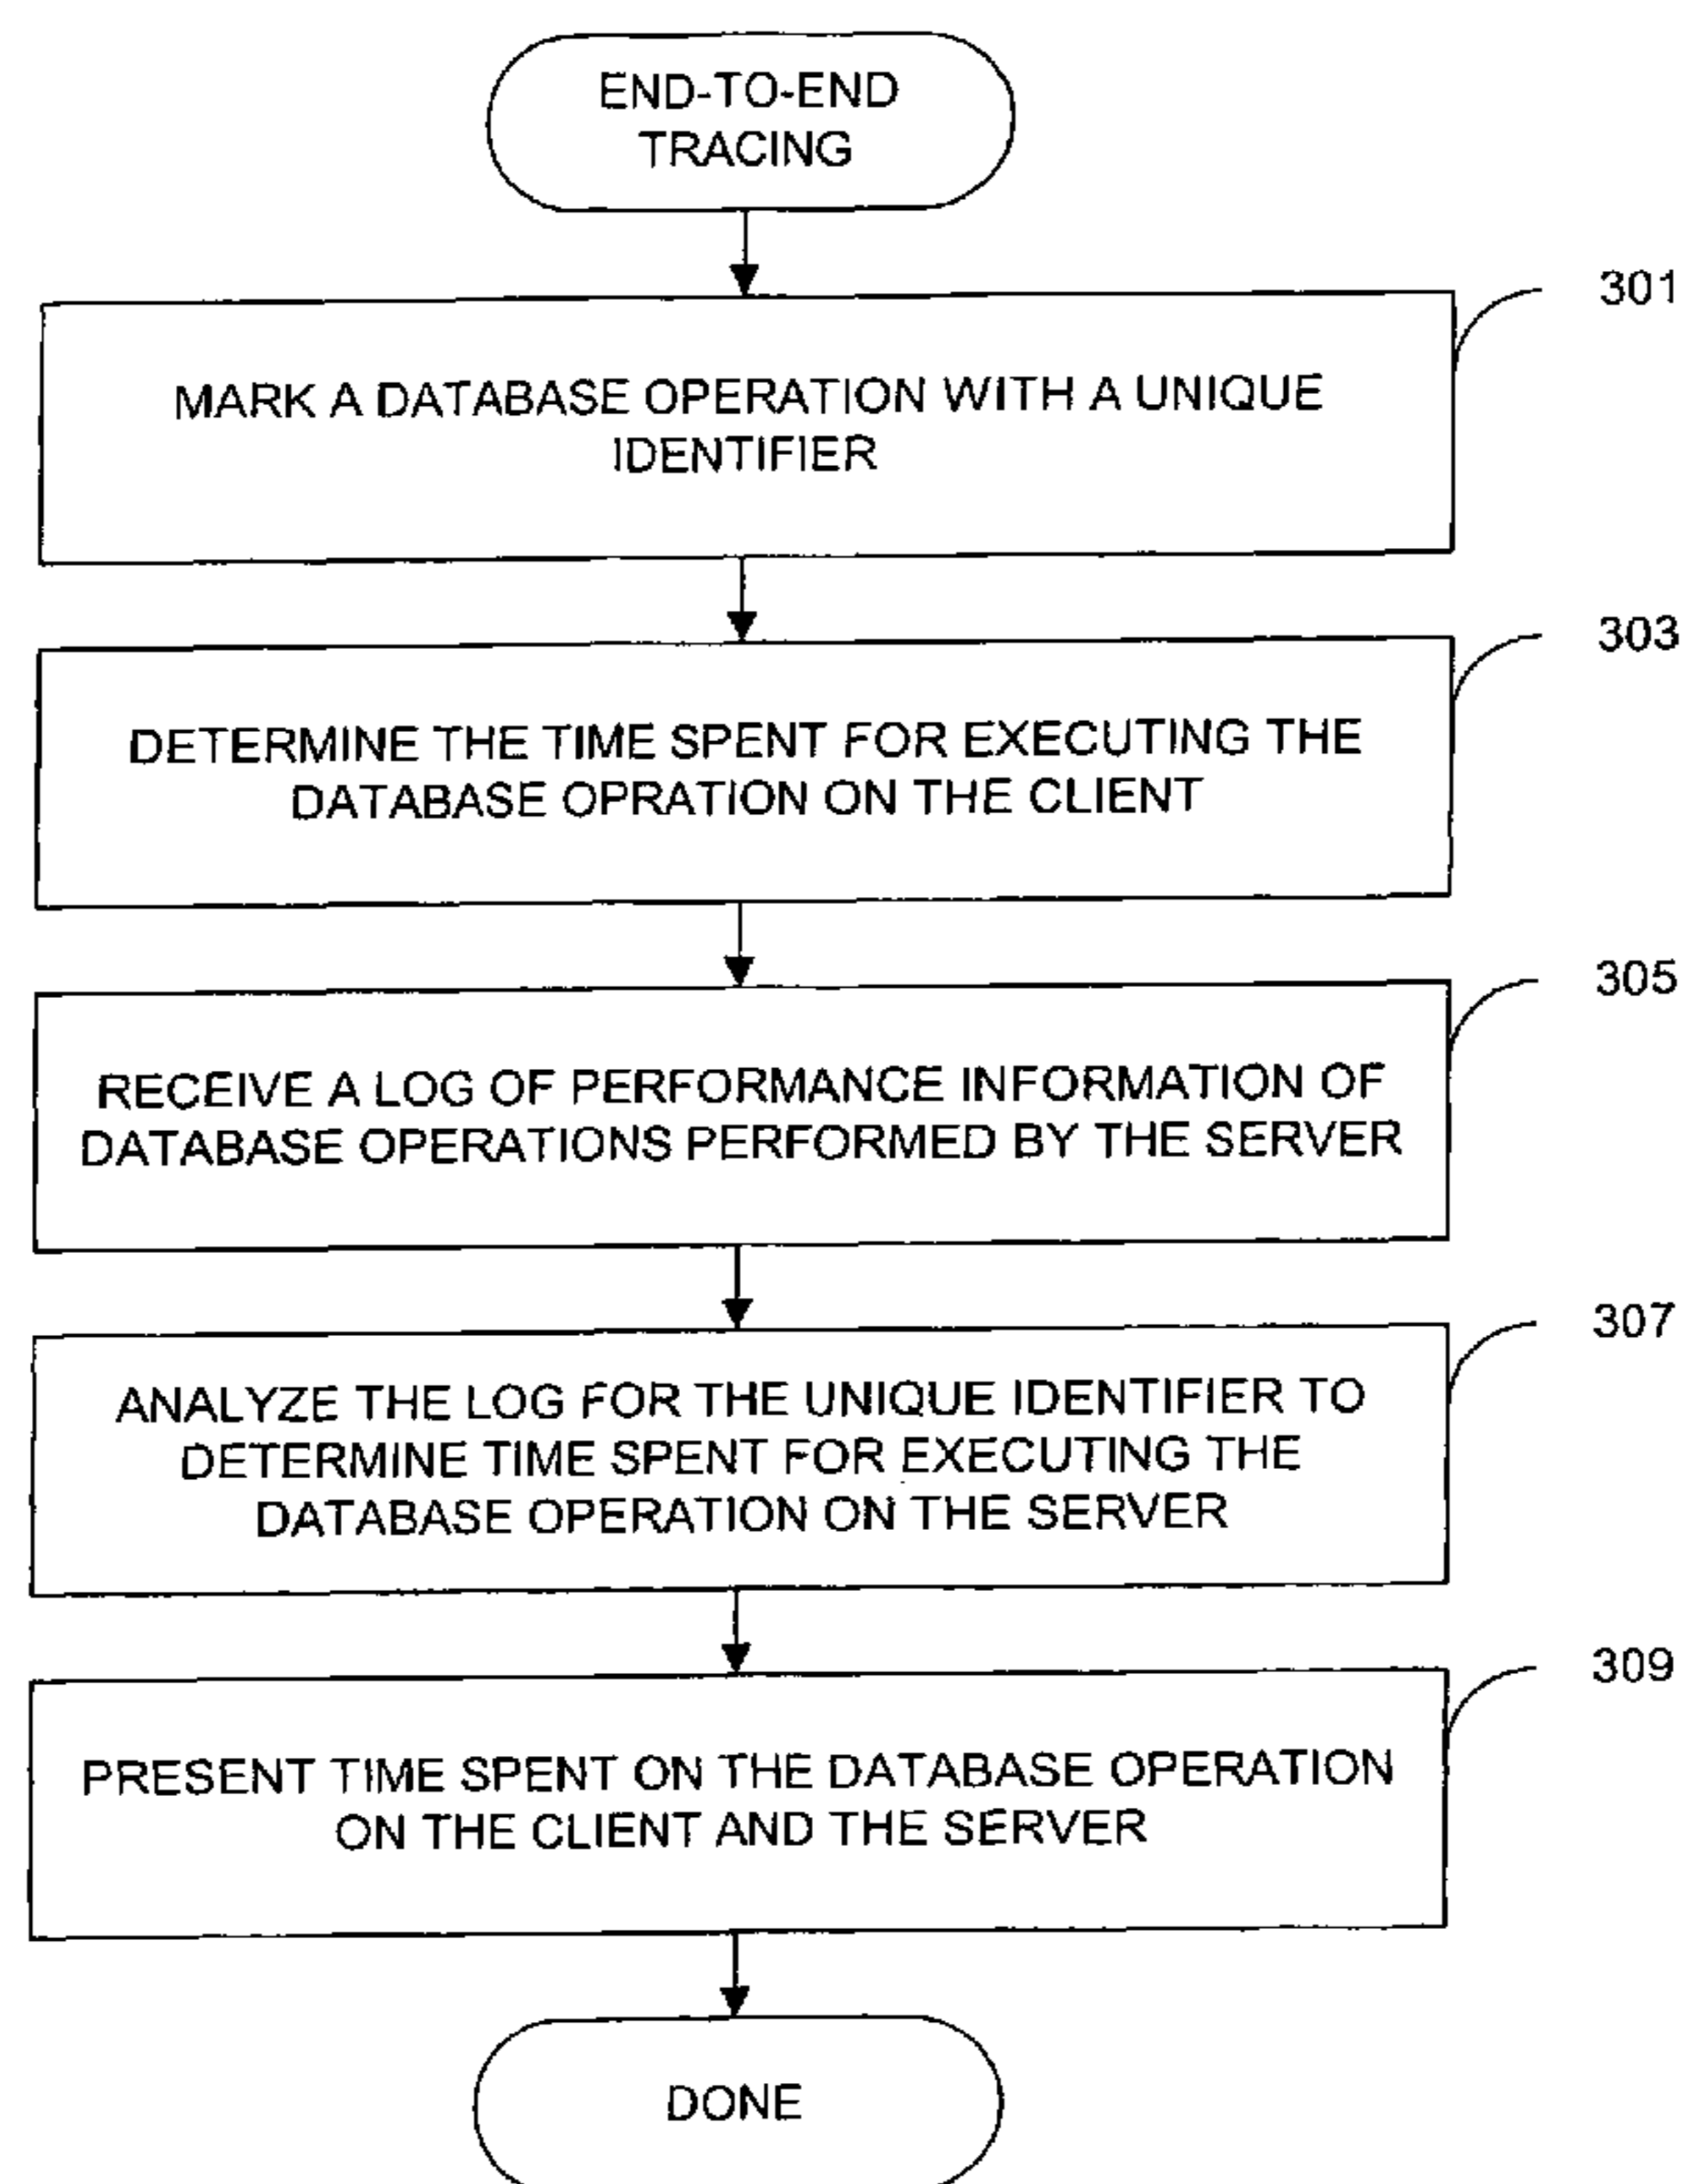 END-TO-END
TRACING
301
MARK A DATABASE OPERATION WITH A UNIQUE
IDENTIFIER
303
DETERMINE THE TIME SPENT FOR EXECUTING THE
DATABASE OPRATION ON THE CLIENT
305
RECEIVE A LOG OF PERFORMANCE INFORMATION OF
DATABASE OPERATIONS PERFORMED BY THE SERVER
307
ANALYZE THE LOG FOR THE UNIQUE IDENTIFIER TO
DETERMINE TIME SPENT FOR EXECUTING THE
DATABASE OPERATION ON THE SERVER
309
PRESENT TIME SPENT ON THE DATABASE OPERATION
ON THE CLIENT AND THE SERVER
DONE